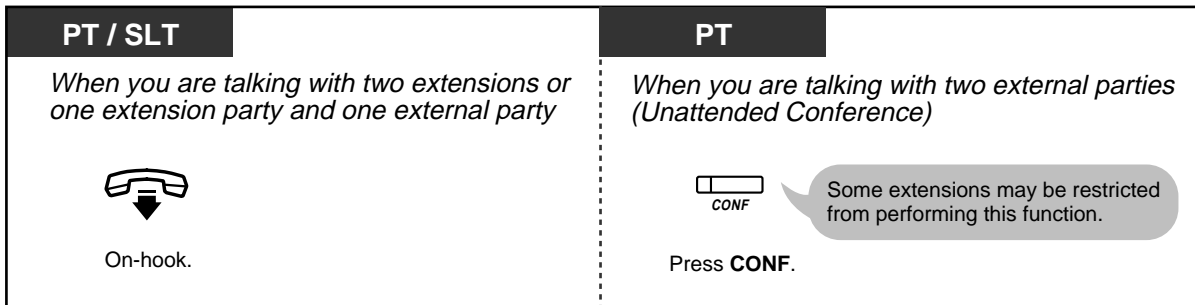 PT / SLT
When you are talking with two extensions or
one extension party and one external party
On-hook.
PT
When you are talking with two external parties
(Unattended Conference)
CONF
Some extensions may be restricted
from performing this function.
Press CONF.